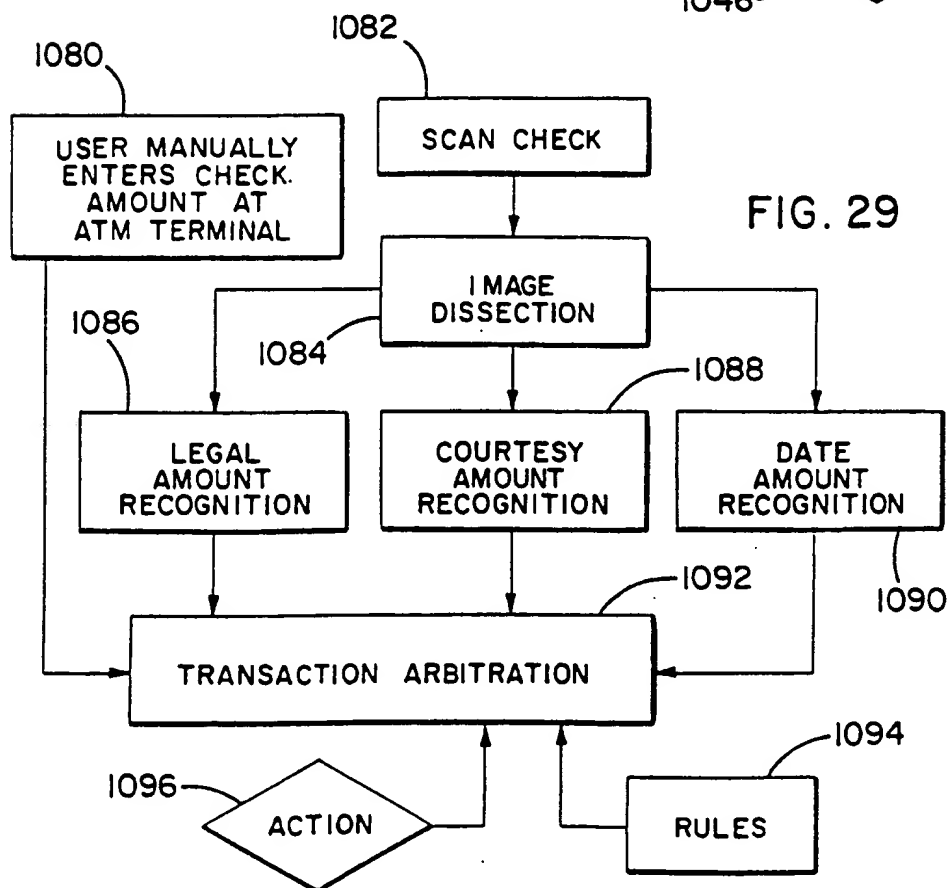 1046
1082
1080
SCAN CHECK
USER MANUALLY
ENTERS CHECK.
AMOUNT AT
ATM TERMINAL
FIG. 29
IMAGE
DISSECTION
1086
1084
1088
LEGAL
AMOUNT
RECOGNITION
COURTESY
AMOUNT
RECOGNITION
DATE
AMOUNT
RECOGNITION
1092
1090
TRANSACTION ARBITRATION
1094
1096
ACTION
RULES